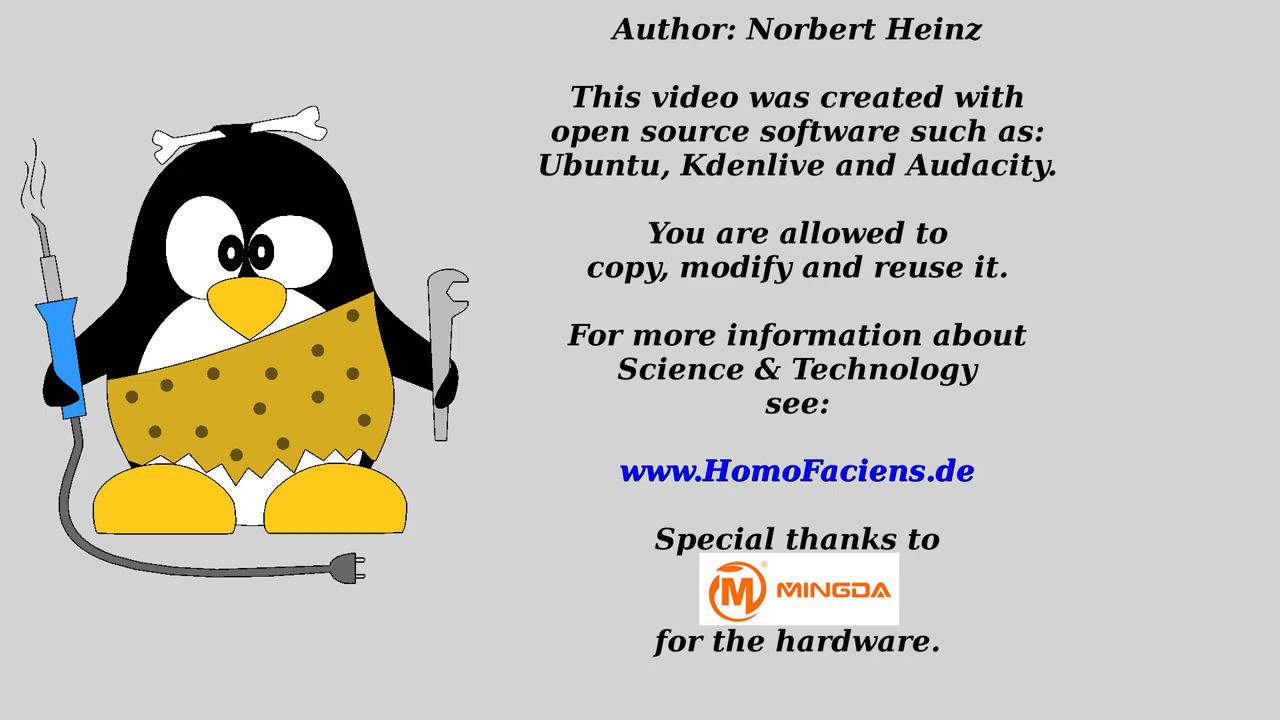 Author: Norbert Heinz
This video was created with
open source software such as:
Ubuntu, Kdenlive and Audacity.
You are allowed to
copy, modify and reuse it.
For more information about
Science & Technology
see:
www.HomoFaciens.de
Special thanks to
M MINGDA
for the hardware.